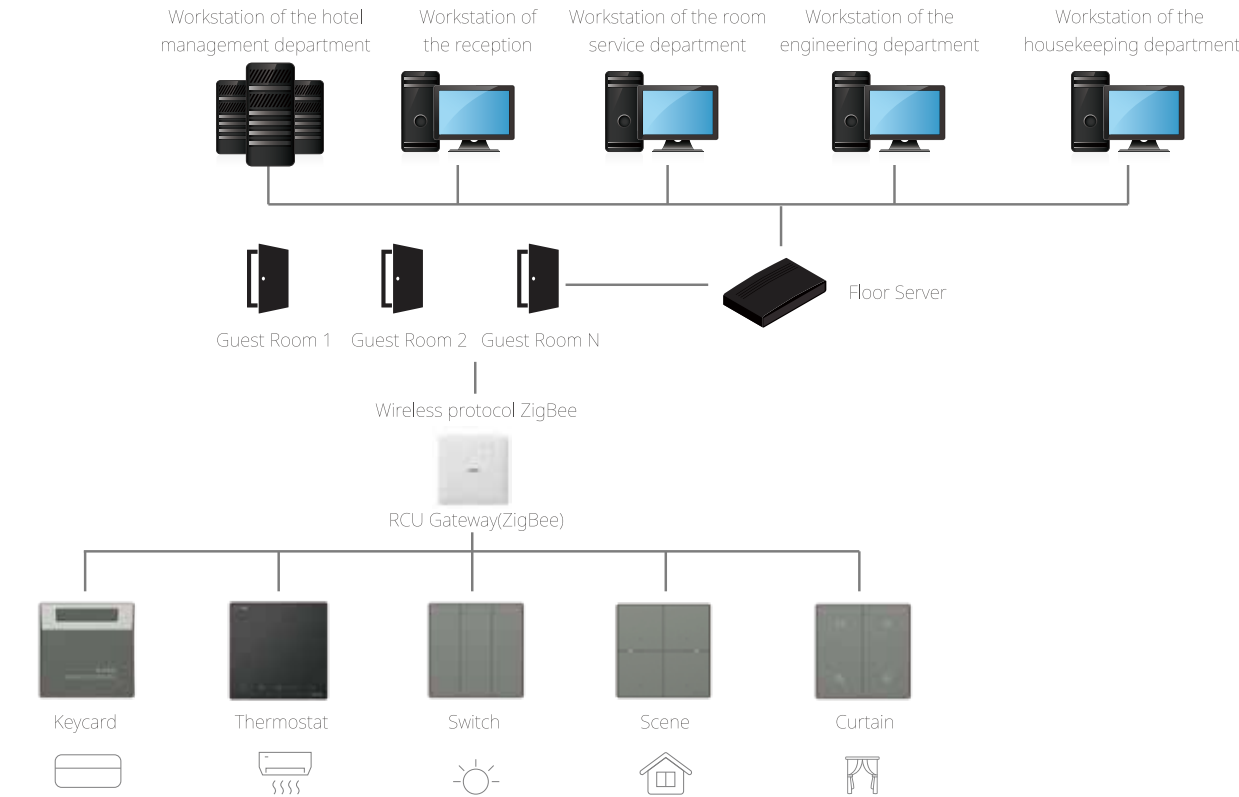 Workstation of the hotel
management department
Workstation of
the reception
Workstation of the room
service department
Workstation of the
engineering department
Workstation of the
housekeeping department
Floor Server
Guest Room 1
Guest Room 2
Guest Room N
Wireless protocol ZigBee
RCU Gateway(ZigBee)
Keycard
Thermostat
Switch
Scene
Curtain